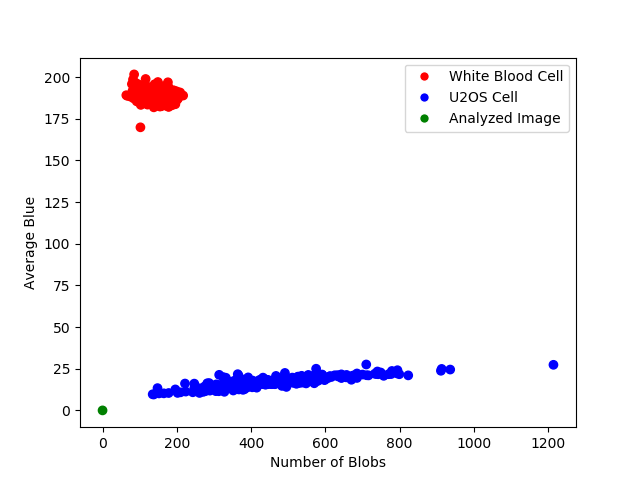 White Blood Cell
U2OS Cell
Analyzed Image
200
175
150
125
100
75
50
25
0
Average Blue
0 200 400 600 800 1000 1200
Number of Blobs